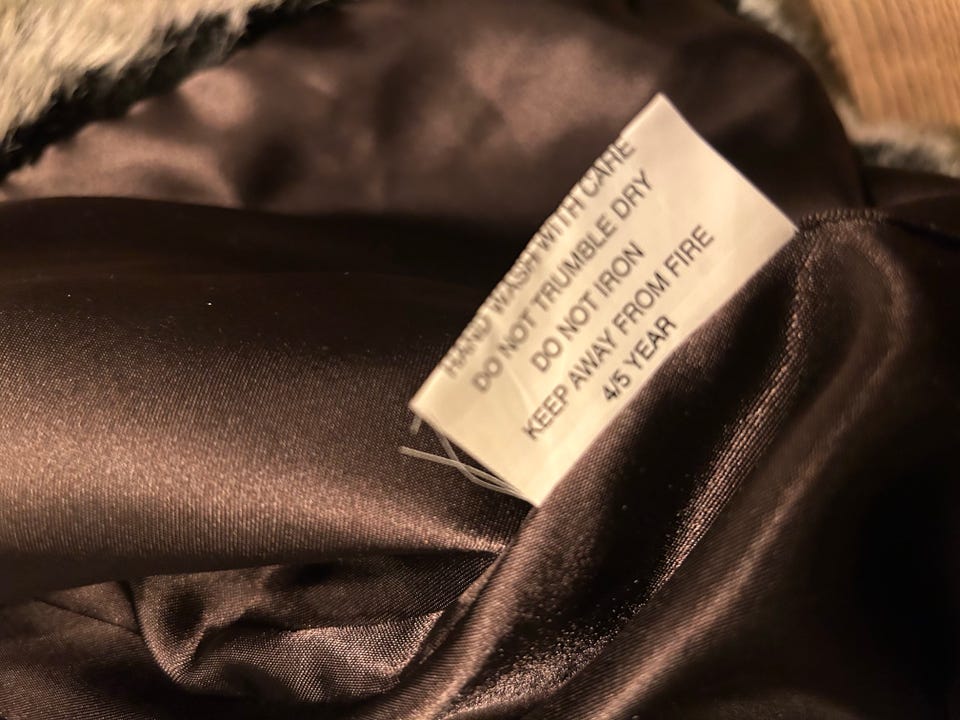 HAND WASH WITH CARE
DO NOT TRUMBLE DRY
DO NOT IRON
KEEP AWAY FROM FIRE
4/5 YEAR